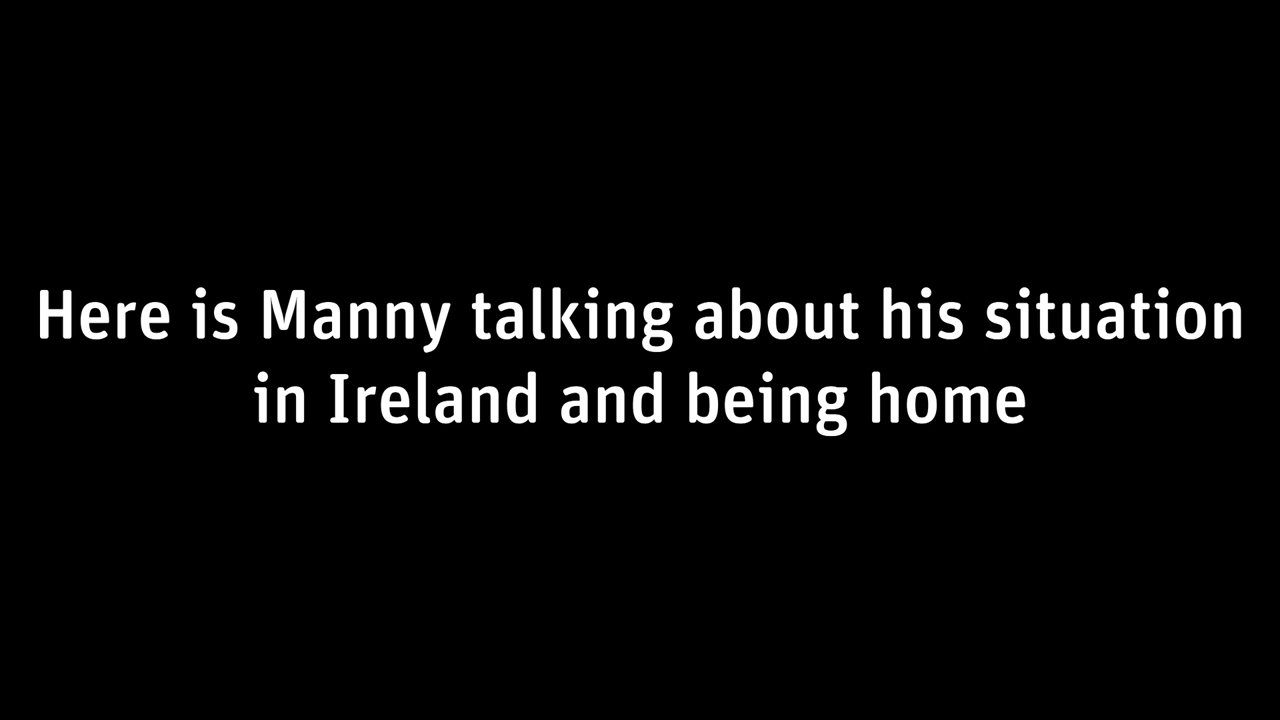 Here is Manny talking about his situation
in Ireland and being home